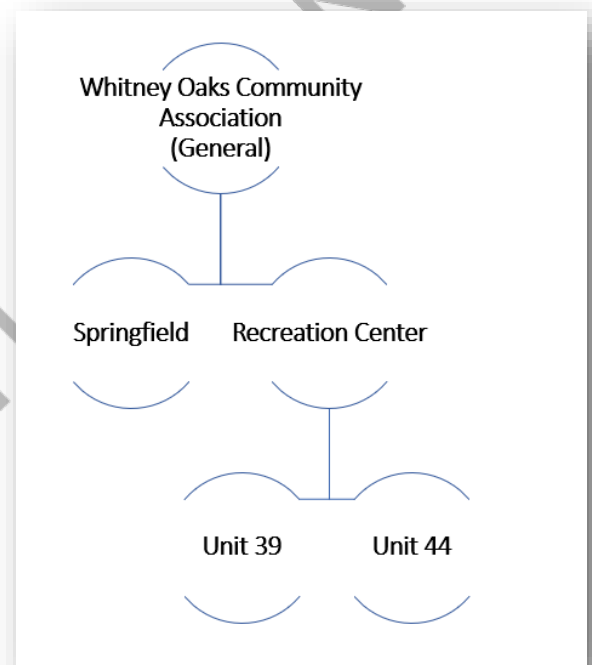 Whitney Oaks Community
Association
(General)
Springfield
Recreation Center
Unit 39
Unit 44